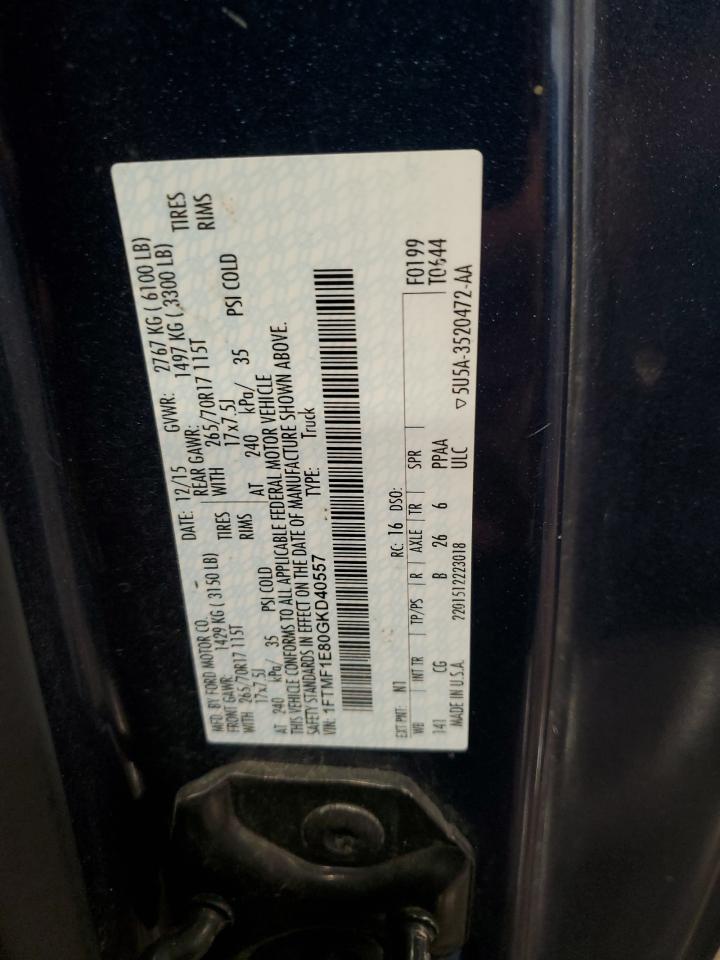 MFD. BY FORD MOTOR CO. DATE: 12/15 GVWR: 2767 KG ( 6100 LB)
FRONT GAWR: 1429 KG ( 3150 LB) REAR GAWR: 1497 KG ( 3300 LB)
WITH 265/70R17 115T TIRES WITH 265/70R17 115T TIRES
17x7.5J RIMS 17x7.5J RIMS
AT 240 kPa/ 35 PSI COLD AT 240 kPa/ 35 PSI COLD
THIS VEHICLE CONFORMS TO ALL APPLICABLE FEDERAL MOTOR VEHICLE
SAFETY STANDARDS IN EFFECT ON THE DATE OF MANUFACTURE SHOWN ABOVE.
VIN: 1FTMF1E80GKD40557 TYPE: Truck
EXT PNT: N1 RC: 16 DSO: F0199
WB INT TR TP/PS R AXLE TR SPR T0644
141 CG B 26 6 PPAA
MADE IN U.S.A. 2201512223018 ULC ▽ 5U5A-3520472-AA